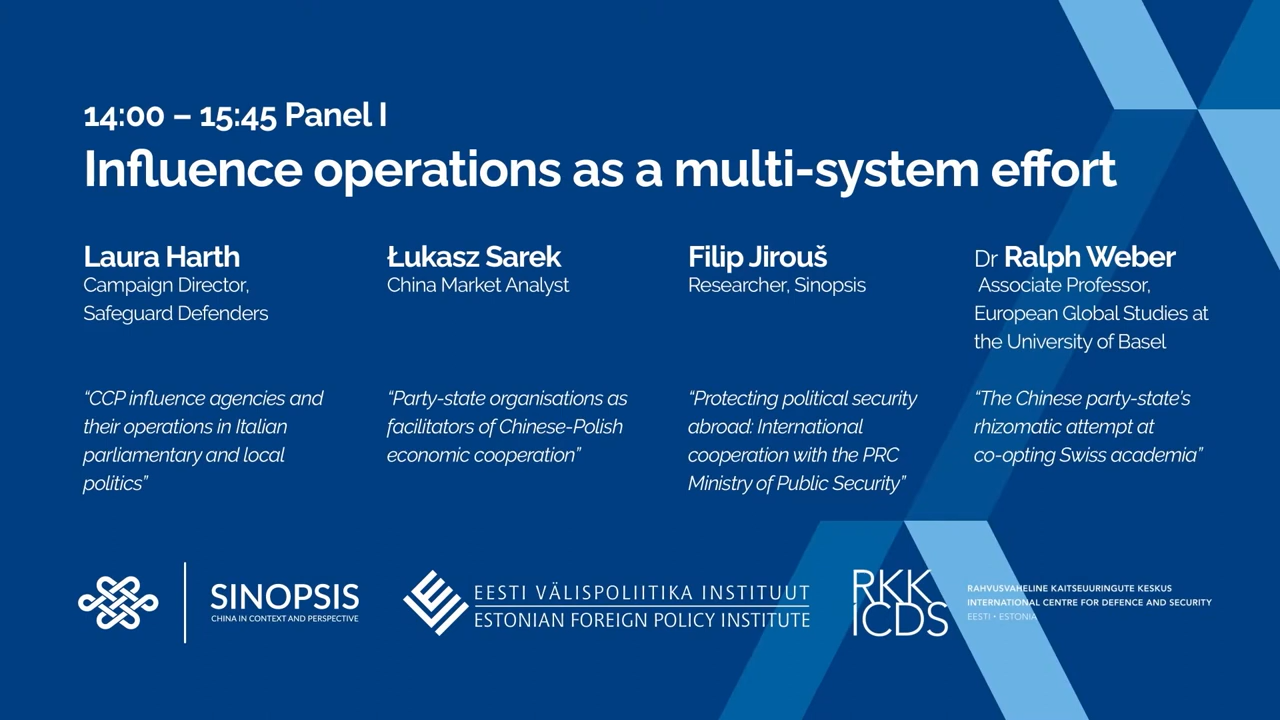 14:00 – 15:45 Panel I
Influence operations as a multi-system effort
Laura Harth
Campaign Director,
Safeguard Defenders
“CCP influence agencies and
their operations in Italian
parliamentary and local
politics”
Łukasz Sarek
China Market Analyst
“Party-state organisations as
facilitators of Chinese-Polish
economic cooperation”
Filip Jirouš
Researcher, Sinopsis
“Protecting political security
abroad: International
cooperation with the PRC
Ministry of Public Security”
Dr Ralph Weber
Associate Professor,
European Global Studies at
the University of Basel
“The Chinese party-state’s
rhizomatic attempt at
co-opting Swiss academia”
SINOPSIS
CHINA IN CONTEXT AND PERSPECTIVE
EESTI VÄLISPOLIITIKA INSTITUUT
ESTONIAN FOREIGN POLICY INSTITUTE
RKK
ICDS
RAHVUSVAHELINE KAITSEUURINGUTE KESKUS
INTERNATIONAL CENTRE FOR DEFENCE AND SECURITY
EESTI • ESTONIA